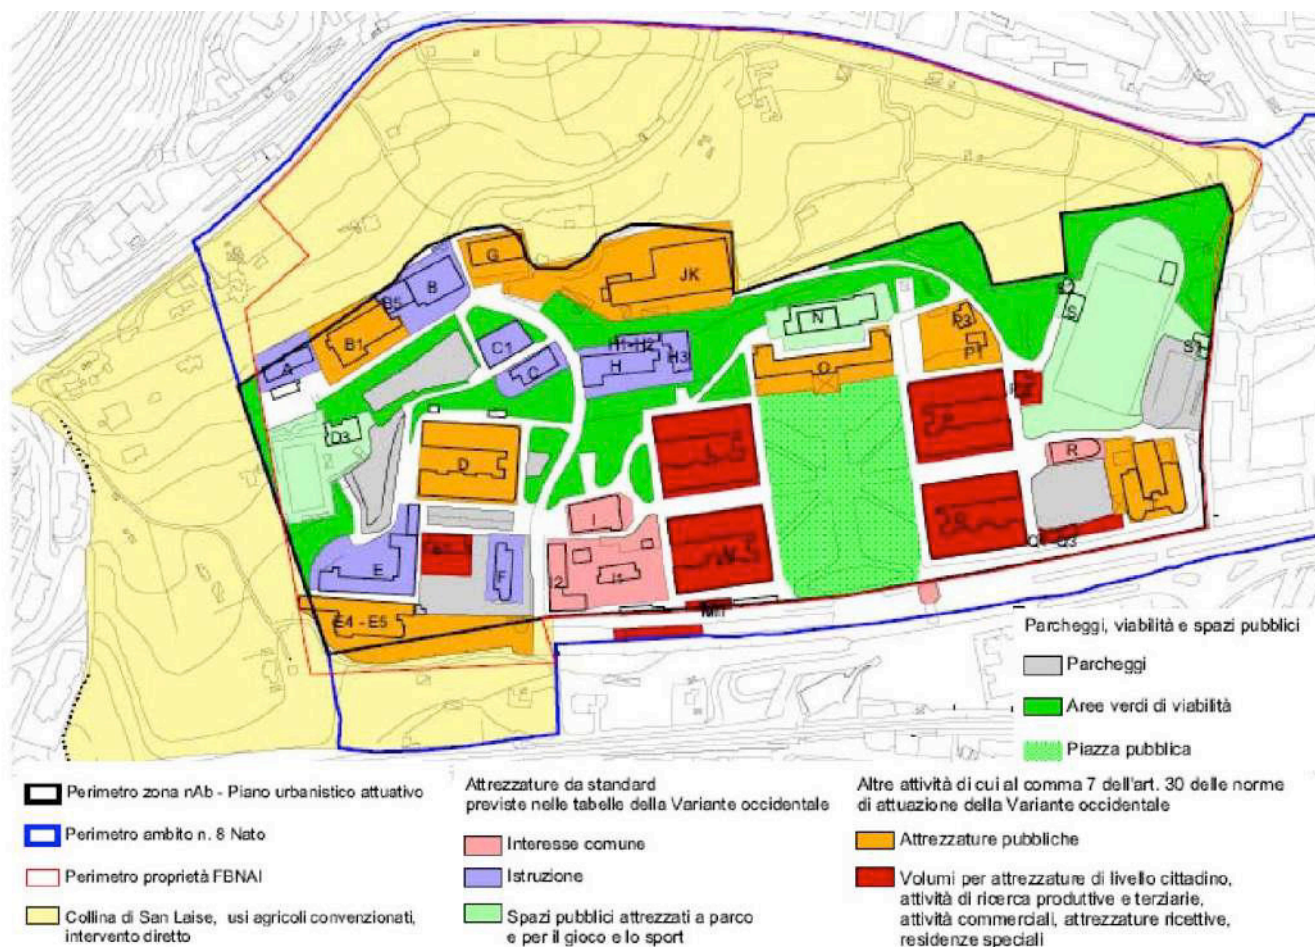 G
B
JK
B5
B1
A
C1
C
H1-H2
H
H3
N
O
P3
P1
S
S1
D3
D
L
R
I
I1
I2
M
E
F
E4 - E5
Parcheggi, viabilità e spazi pubblici
Parcheggi
Aree verdi di viabilità
Piazza pubblica
Perimetro zona nAb - Piano urbanistico attuativo
Perimetro ambito n. 8 Nato
Perimetro proprietà FBNAI
Collina di San Laise, usi agricoli convenzionati,
intervento diretto
Attrezzature da standard
previste nelle tabelle della Variante occidentale
Interesse comune
Istruzione
Spazi pubblici attrezzati a parco
e per il gioco e lo sport
Altre attività di cui al comma 7 dell'art. 30 delle norme
di attuazione della Variante occidentale
Attrezzature pubbliche
Volumi per attrezzature di livello cittadino,
attività di ricerca produttive e terziarie,
attività commerciali, attrezzature ricettive,
residenze speciali